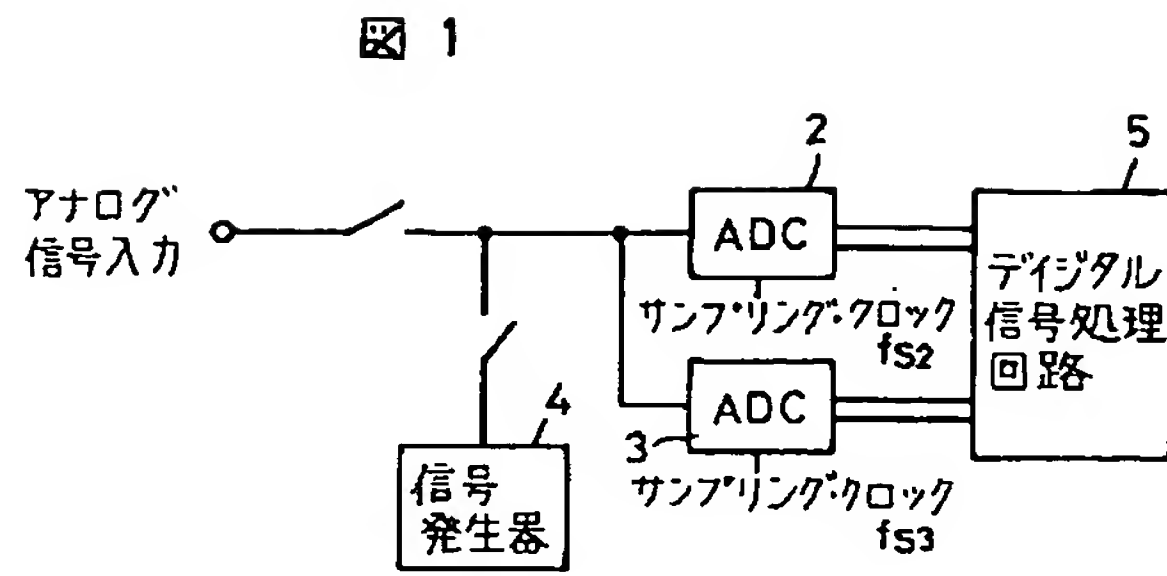 図 1
アナログ
信号入力
2
ADC
サンプリング・クロック
fS2
3
ADC
サンプリング・クロック
fS3
4
信号
発生器
5
デイジタル
信号処理
回路